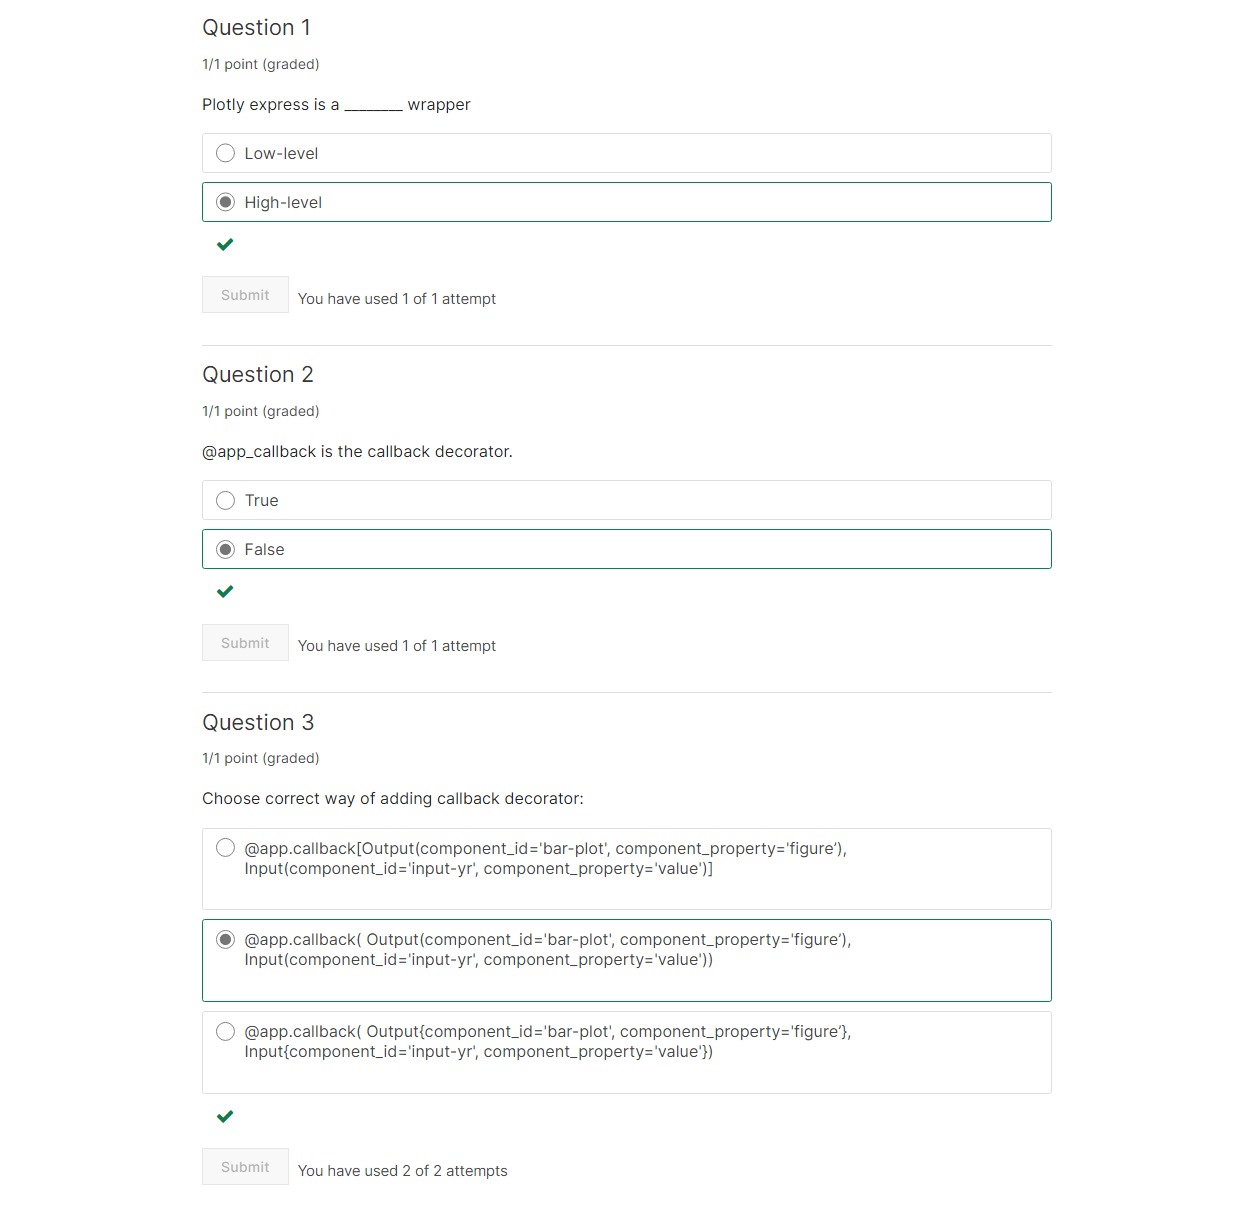 Question 1
1/1 point (graded)
Plotly express is a ________ wrapper
Low-level
High-level
Submit
You have used 1 of 1 attempt
Question 2
1/1 point (graded)
@app_callback is the callback decorator.
True
False
Submit
You have used 1 of 1 attempt
Question 3
1/1 point (graded)
Choose correct way of adding callback decorator:
@app.callback[Output(component_id='bar-plot', component_property='figure’),
Input(component_id='input-yr', component_property='value')]
@app.callback( Output(component_id='bar-plot', component_property='figure’),
Input(component_id='input-yr', component_property='value'))
@app.callback( Output{component_id='bar-plot', component_property='figure’},
Input{component_id='input-yr', component_property='value'})
Submit
You have used 2 of 2 attempts